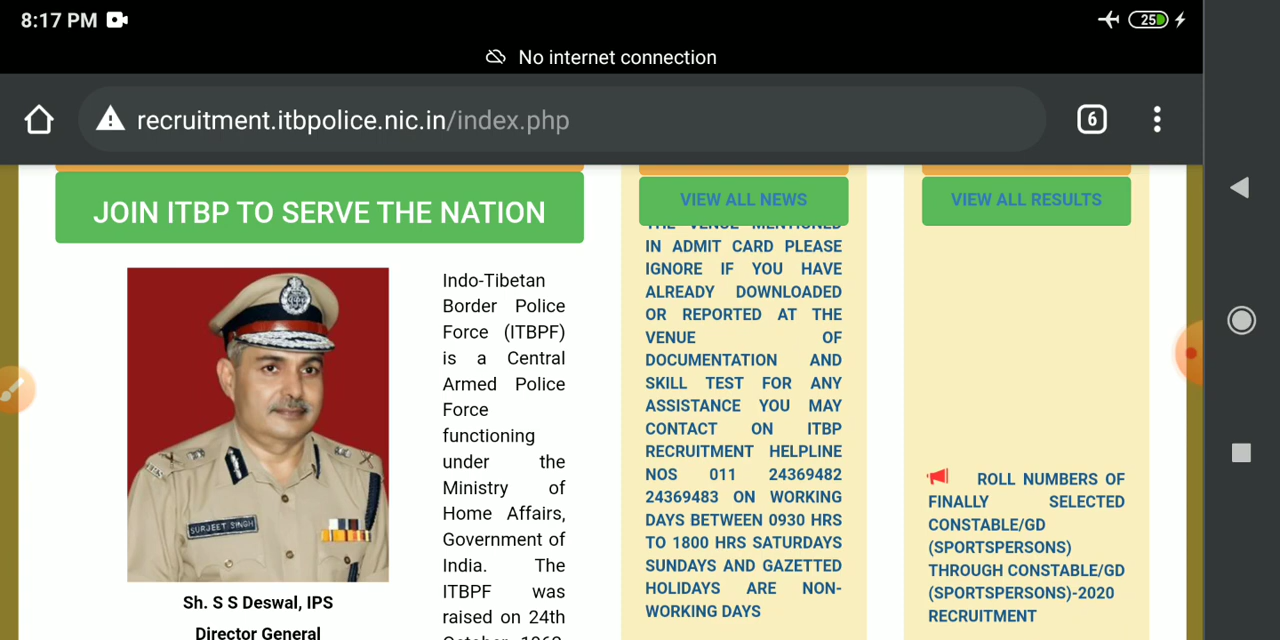 8:17 PM
25
No internet connection
recruitment.itbpolice.nic.in/index.php
6
JOIN ITBP TO SERVE THE NATION
SURJEET SINGH
Sh. S S Deswal, IPS
Director General
Indo-Tibetan
Border Police
Force (ITBPF)
is a Central
Armed Police
Force
functioning
under the
Ministry of
Home Affairs,
Government of
India. The
ITBPF was
raised on 24th
October, 1962
VIEW ALL NEWS
THE VENUE MENTIONED
IN ADMIT CARD PLEASE
IGNORE IF YOU HAVE
ALREADY DOWNLOADED
OR REPORTED AT THE
VENUE OF
DOCUMENTATION AND
SKILL TEST FOR ANY
ASSISTANCE YOU MAY
CONTACT ON ITBP
RECRUITMENT HELPLINE
NOS 011 24369482
24369483 ON WORKING
DAYS BETWEEN 0930 HRS
TO 1800 HRS SATURDAYS
SUNDAYS AND GAZETTED
HOLIDAYS ARE NON-
WORKING DAYS
VIEW ALL RESULTS
ROLL NUMBERS OF
FINALLY SELECTED
CONSTABLE/GD
(SPORTSPERSONS)
THROUGH CONSTABLE/GD
(SPORTSPERSONS)-2020
RECRUITMENT